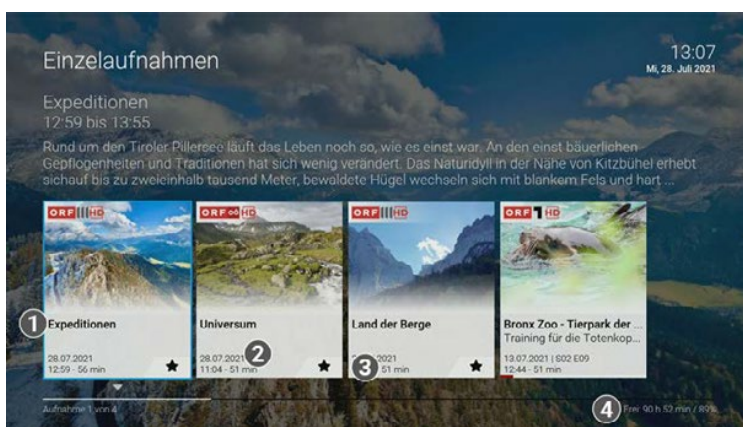 13:07
Einzelaufnahmen
Mi, 28. Juli 2021
Expeditionen
12:59 bis 13:55
Rund um den Tiroler Pillersee läuft das Leben noch so, wie es einst war. An den einst bäuerlichen
Gepflogenheiten und Traditionen hat sich wenig verändert. Das Naturidyll in der Nähe von Kitzbühel erhebt
sichauf bis zu zweieinhalb tausend Meter, bewaldete Hügel wechseln sich mit blankem Fels und hart ...
ORF III HD
ORF oö HD
ORF III HD
ORF 1 HD
1
Expeditionen
Universum
Land der Berge
Bronx Zoo - Tierpark der ...
Training für die Totenkop...
28.07.2021
28.07.2021
2
2021
13.07.2021 | S02 E09
12:59 - 56 min
11:04 - 51 min
3
51 min
12:44 - 51 min
Aufnahme 1 von 4
4
Frei: 90 h 52 min / 89%